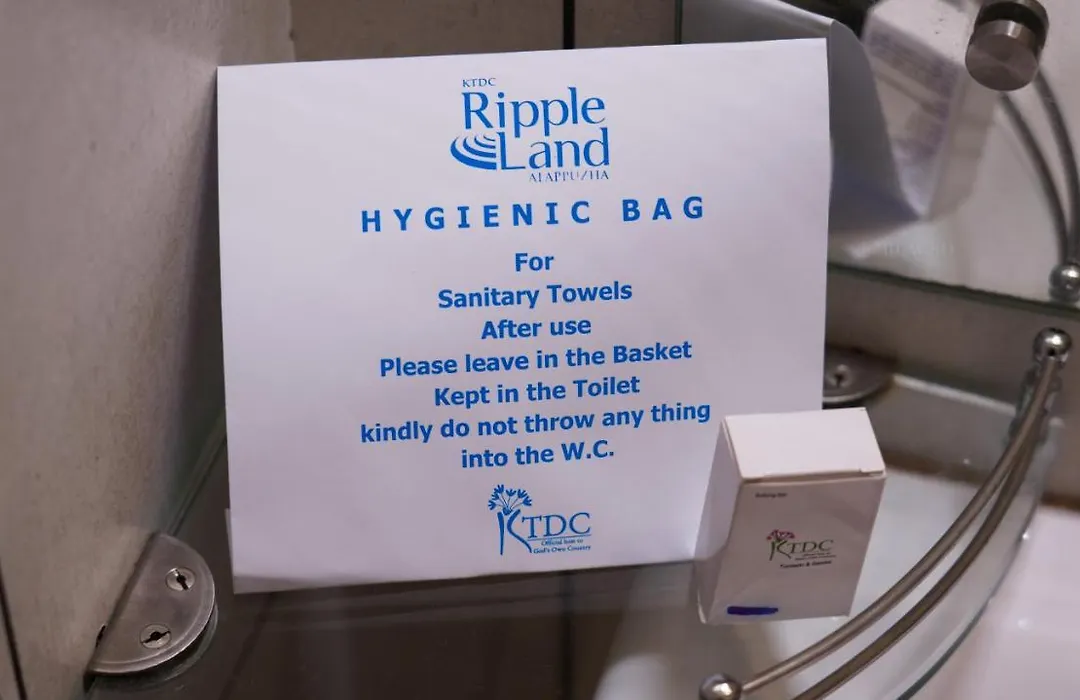 KTDC
Ripple
Land
ALAPPUZHA
HYGIENIC BAG
For
Sanitary Towels
After use
Please leave in the Basket
Kept in the Toilet
kindly do not throw any thing
into the W.C.
KTDC
Official host to
God's Own Country
KTDC